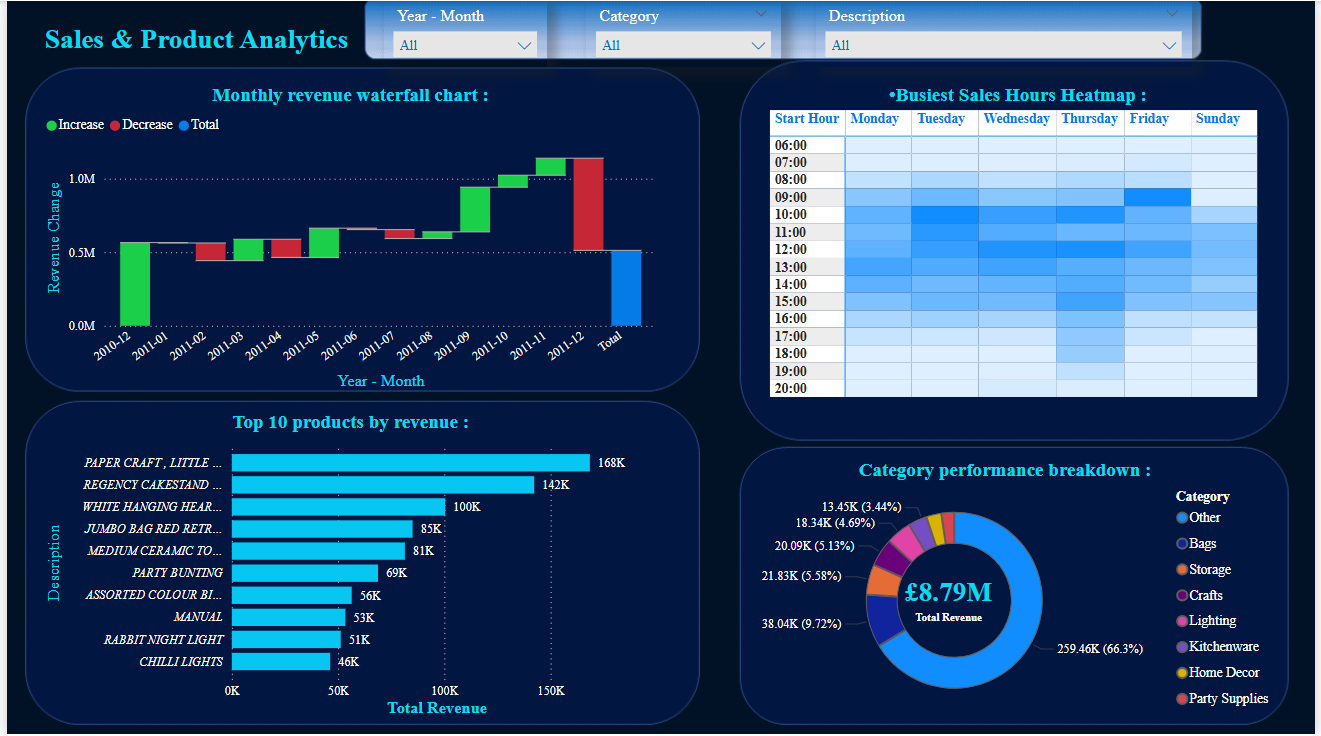 Sales & Product Analytics
Year - Month
Category
Description
All
All
All
Monthly revenue waterfall chart :
Increase Decrease Total
Revenue Change
1.0M
0.5M
0.0M
2010-12
2011-01
2011-02
2011-03
2011-04
2011-05
2011-06
2011-07
2011-08
2011-09
2011-10
2011-11
2011-12
Total
Year - Month
•Busiest Sales Hours Heatmap :
Start Hour Monday Tuesday Wednesday Thursday Friday Sunday
06:00
07:00
08:00
09:00
10:00
11:00
12:00
13:00
14:00
15:00
16:00
17:00
18:00
19:00
20:00
Top 10 products by revenue :
Description
PAPER CRAFT , LITTLE ... 168K
REGENCY CAKESTAND ... 142K
WHITE HANGING HEAR... 100K
JUMBO BAG RED RETR... 85K
MEDIUM CERAMIC TO... 81K
PARTY BUNTING 69K
ASSORTED COLOUR BI... 56K
MANUAL 53K
RABBIT NIGHT LIGHT 51K
CHILLI LIGHTS 46K
0K 50K 100K 150K
Total Revenue
Category performance breakdown :
13.45K (3.44%)
18.34K (4.69%)
20.09K (5.13%)
21.83K (5.58%)
38.04K (9.72%)
259.46K (66.3%)
£8.79M
Total Revenue
Category
Other
Bags
Storage
Crafts
Lighting
Kitchenware
Home Decor
Party Supplies